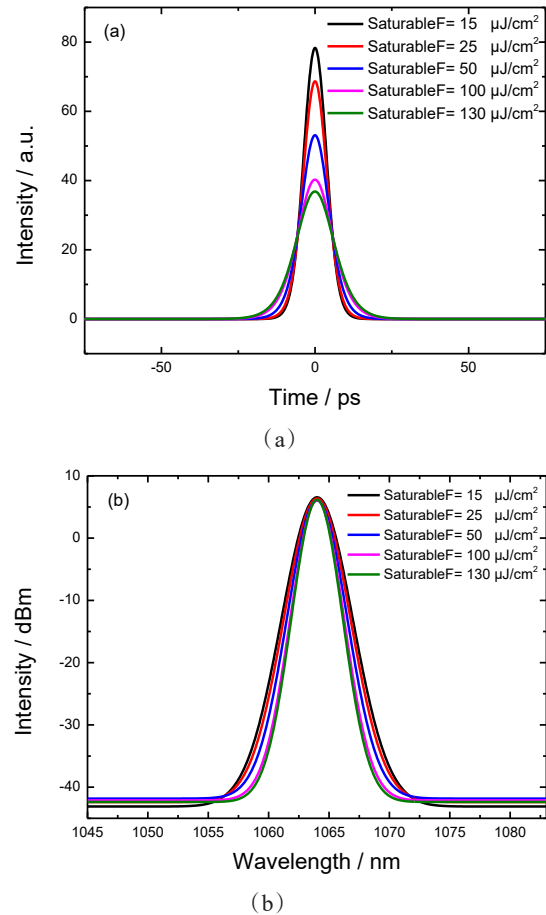 (a)
SaturableF= 15 μJ/cm²
SaturableF= 25 μJ/cm²
SaturableF= 50 μJ/cm²
SaturableF= 100 μJ/cm²
SaturableF= 130 μJ/cm²
80
60
40
20
0
Intensity / a.u.
-50 0 50
Time / ps
（a）
(b)
SaturableF= 15 μJ/cm²
SaturableF= 25 μJ/cm²
SaturableF= 50 μJ/cm²
SaturableF= 100 μJ/cm²
SaturableF= 130 μJ/cm²
10
0
-10
-20
-30
-40
Intensity / dBm
1045 1050 1055 1060 1065 1070 1075 1080
Wavelength / nm
（b）